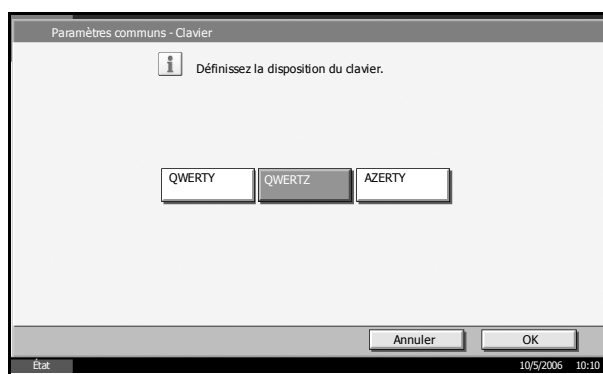 Paramètres communs - Clavier
i Définissez la disposition du clavier.
QWERTY QWERTZ AZERTY
Annuler OK
État 10/5/2006 10:10